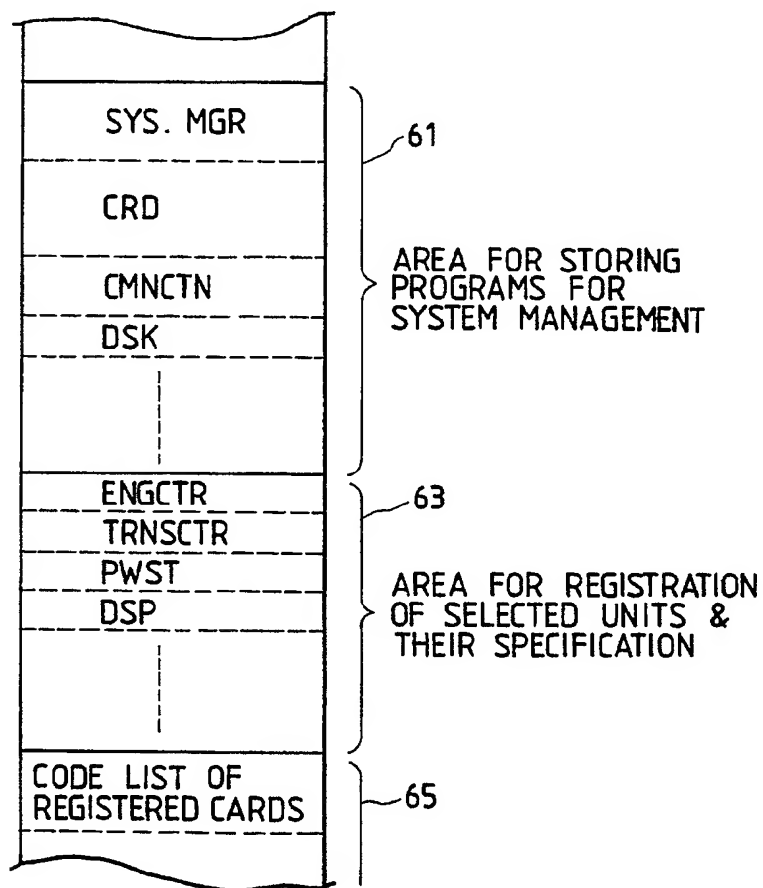 SYS. MGR
61
CRD
AREA FOR STORING
PROGRAMS FOR
SYSTEM MANAGEMENT
CMNCTN
DSK
ENGCTR
63
TRNSCTR
PWST
AREA FOR REGISTRATION
OF SELECTED UNITS &
THEIR SPECIFICATION
DSP
CODE LIST OF
REGISTERED CARDS
65